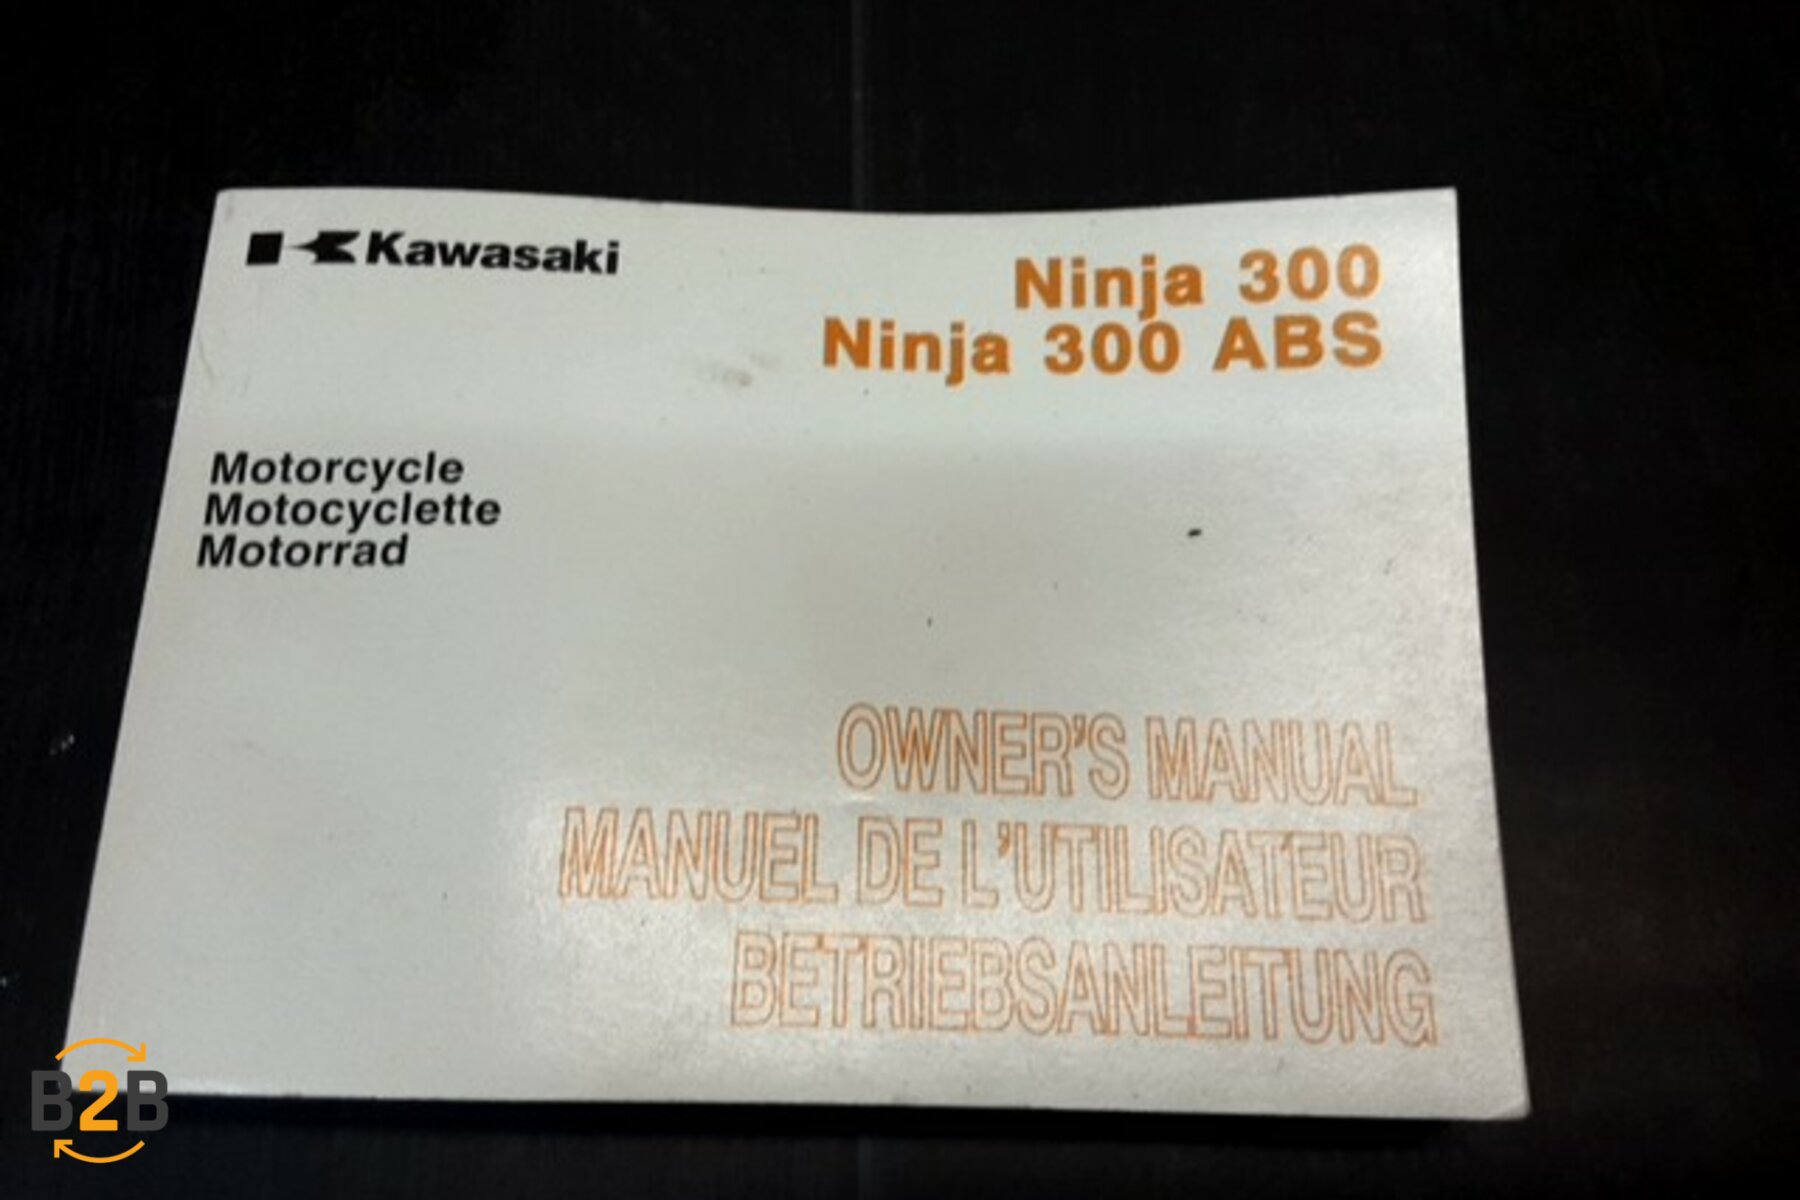 Kawasaki
Ninja 300
Ninja 300 ABS
Motorcycle
Motocyclette
Motorrad
OWNER'S MANUAL
MANUEL DE L'UTILISATEUR
BETRIEBSANLEITUNG
B2B